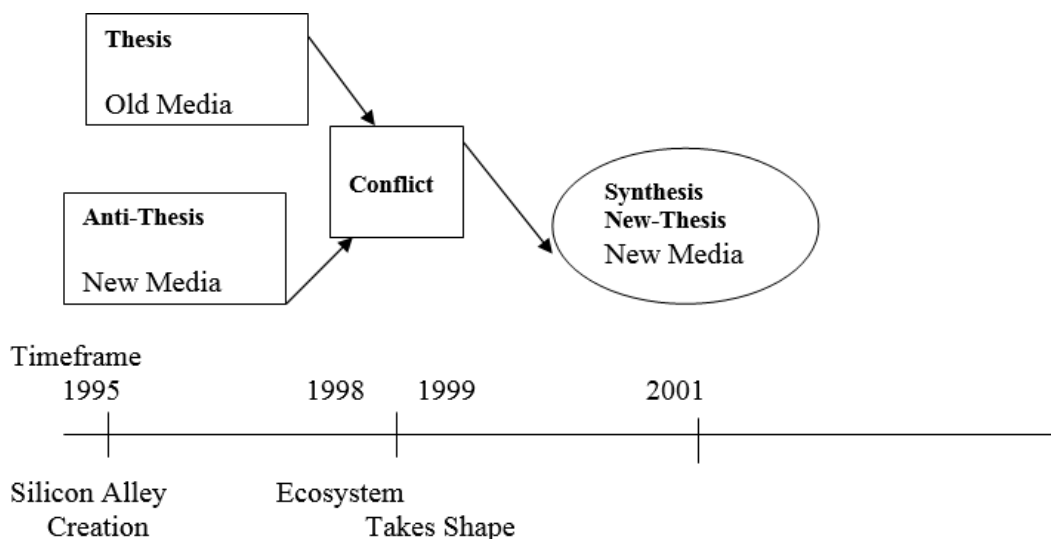 Thesis
Old Media
Conflict
Anti-Thesis
New Media
Synthesis
New-Thesis
New Media
Timeframe
1995 1998 1999 2001
Silicon Alley Ecosystem
Creation Takes Shape